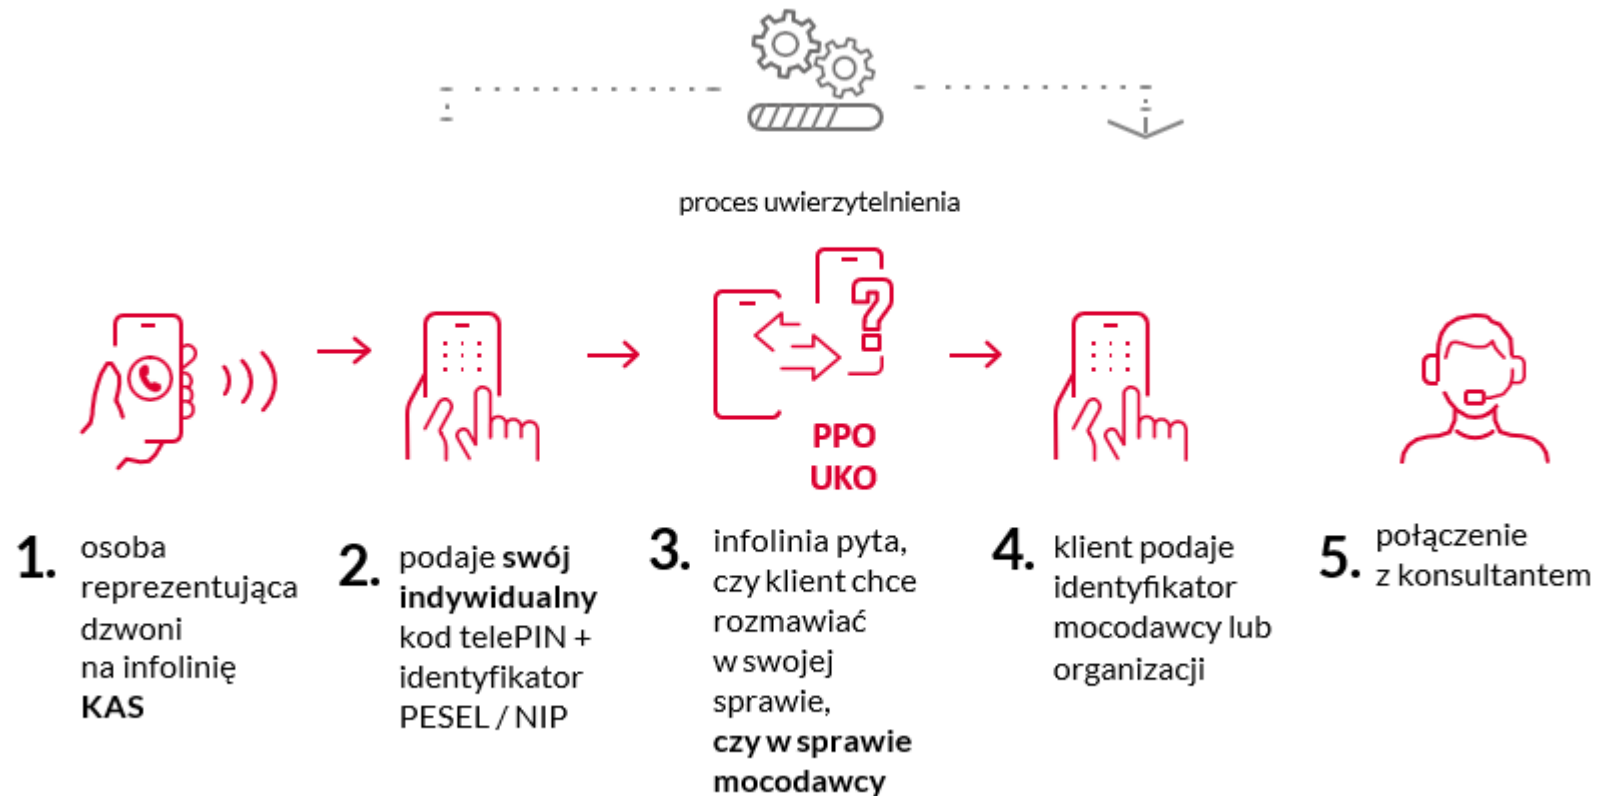 proces uwierzytelnienia
PPO
UKO
1. osoba
reprezentująca
dzwoni
na infolinię
KAS
2. podaje swój
indywidualny
kod telePIN +
identyfikator
PESEL / NIP
3. infolinia pyta,
czy klient chce
rozmawiać
w swojej
sprawie,
czy w sprawie
mocodawcy
4. klient podaje
identyfikator
mocodawcy lub
organizacji
5. połączenie
z konsultantem